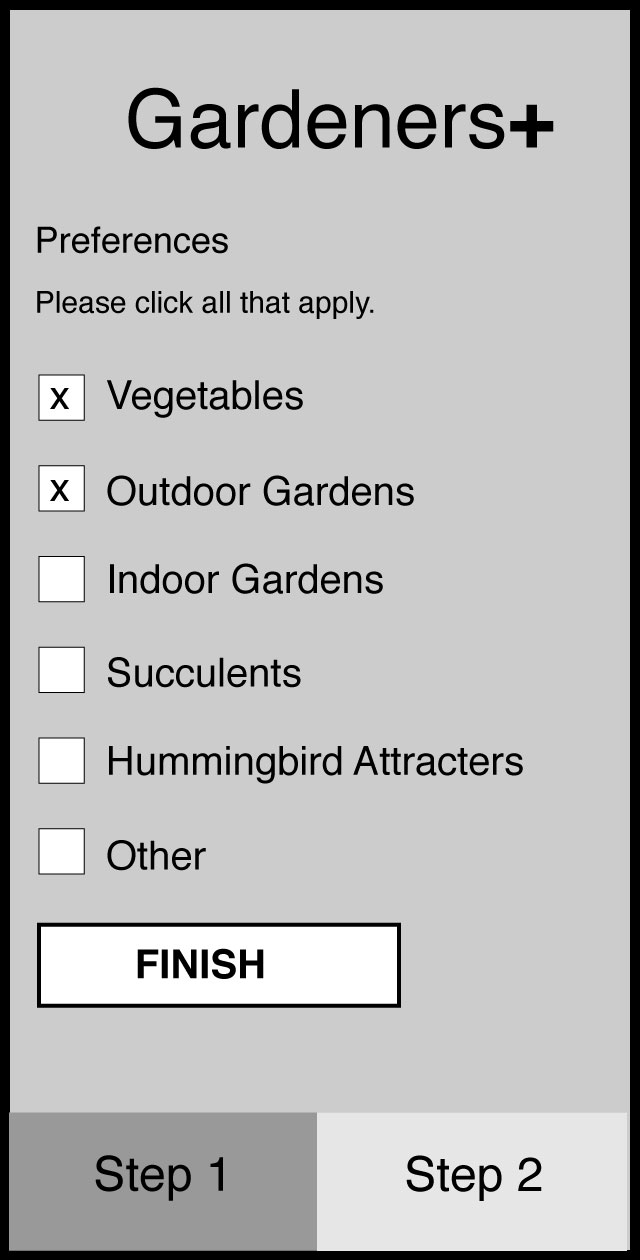 Gardeners+
Preferences
Please click all that apply.
x Vegetables
x Outdoor Gardens
Indoor Gardens
Succulents
Hummingbird Attracters
Other
FINISH
Step 1 Step 2